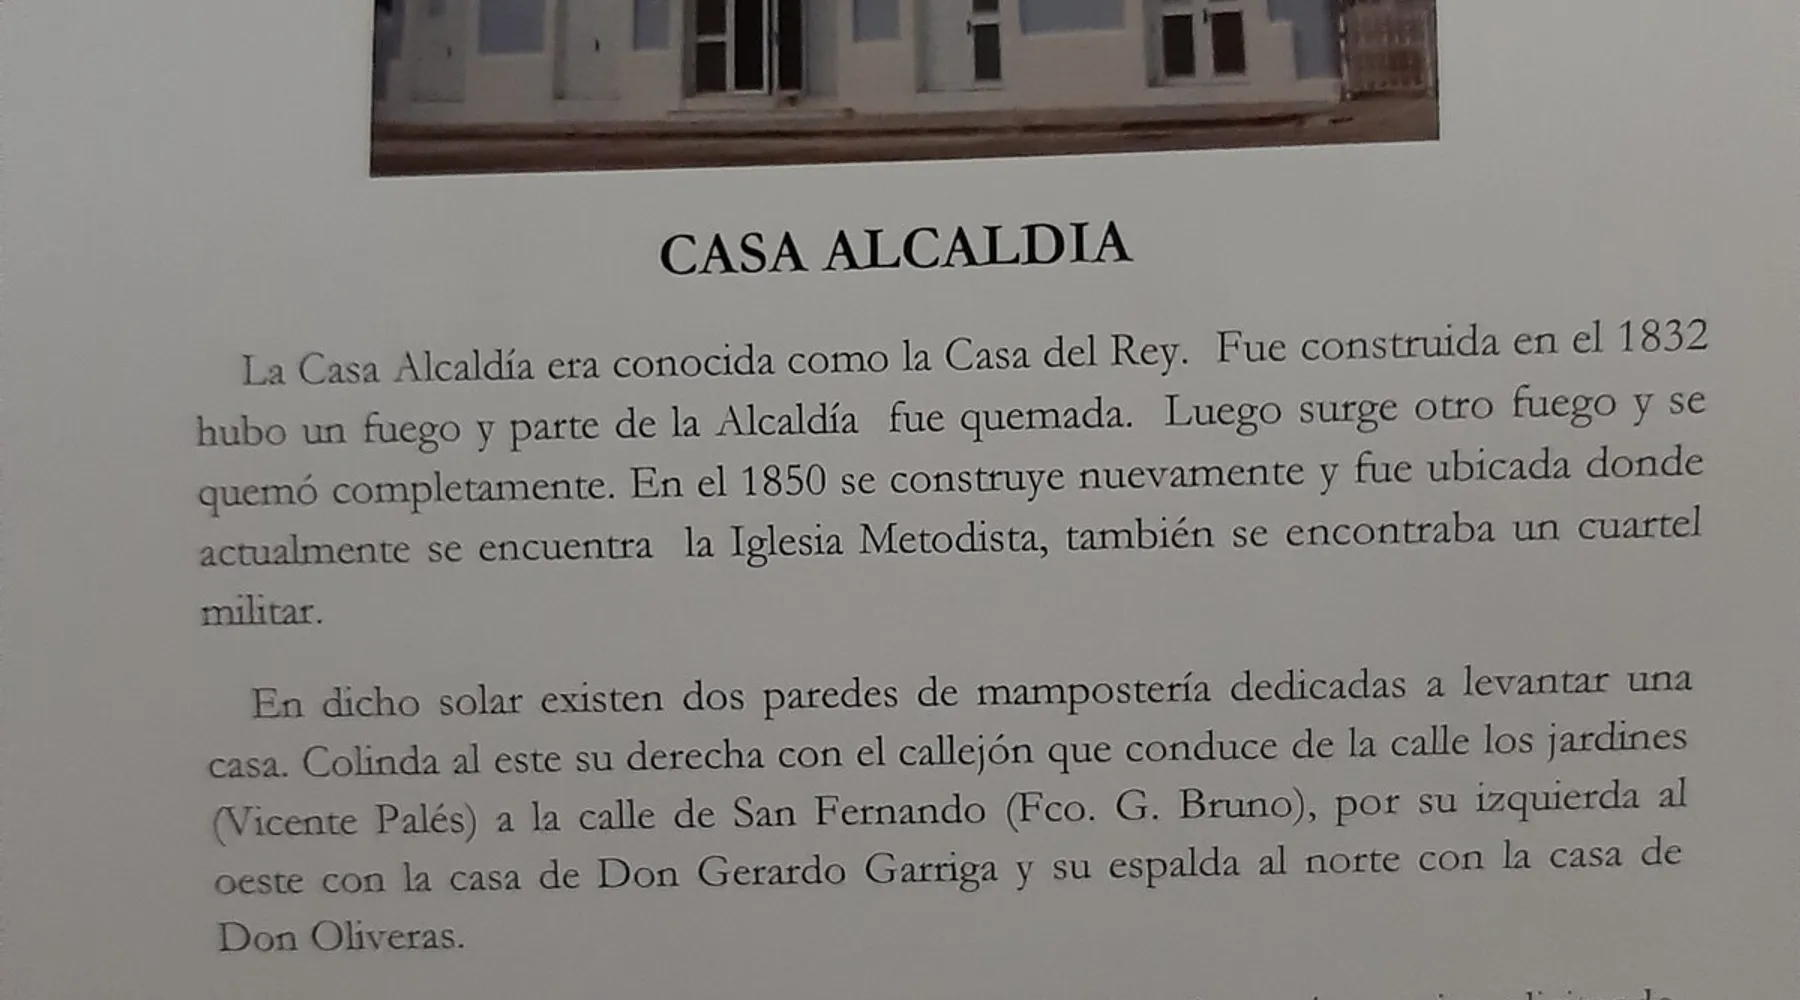 CASA ALCALDIA
La Casa Alcaldía era conocida como la Casa del Rey. Fue construida en el 1832
hubo un fuego y parte de la Alcaldía fue quemada. Luego surge otro fuego y se
quemó completamente. En el 1850 se construye nuevamente y fue ubicada donde
actualmente se encuentra la Iglesia Metodista, también se encontraba un cuartel
militar.
En dicho solar existen dos paredes de mampostería dedicadas a levantar una
casa. Colinda al este su derecha con el callejón que conduce de la calle los jardines
(Vicente Palés) a la calle de San Fernando (Fco. G. Bruno), por su izquierda al
oeste con la casa de Don Gerardo Garriga y su espalda al norte con la casa de
Don Oliveras.